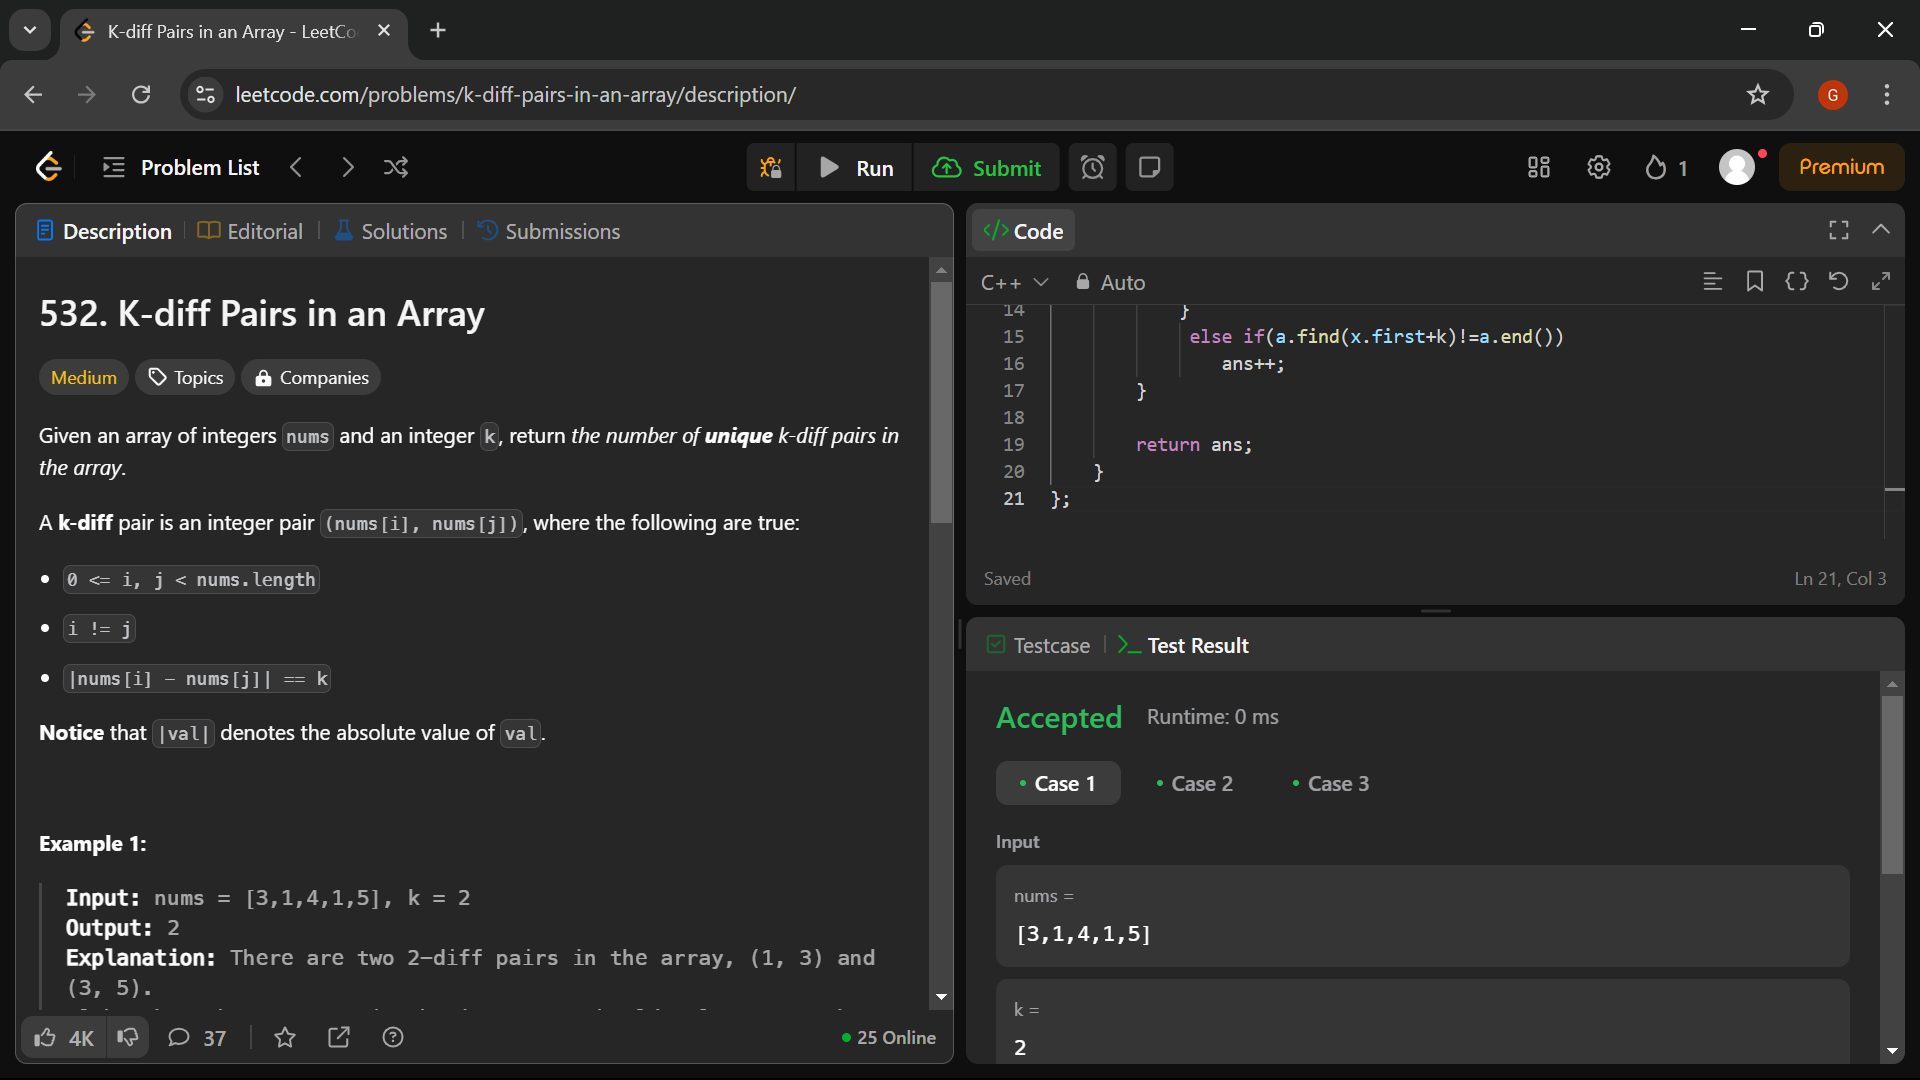 K-diff Pairs in an Array - LeetCo
leetcode.com/problems/k-diff-pairs-in-an-array/description/
G
Problem List
Run
Submit
1
Premium
Description
Editorial
Solutions
Submissions
532. K-diff Pairs in an Array
Medium
Topics
Companies
Given an array of integers nums and an integer k, return the number of unique k-diff pairs in
the array.
A k-diff pair is an integer pair (nums[i], nums[j]), where the following are true:
• 0 <= i, j < nums.length
• i != j
• |nums[i] - nums[j]| == k
Notice that |val| denotes the absolute value of val.
Example 1:
Input: nums = [3,1,4,1,5], k = 2
Output: 2
Explanation: There are two 2-diff pairs in the array, (1, 3) and
(3, 5).
4K
37
25 Online
</> Code
C++
Auto
14 }
15 else if(a.find(x.first+k)!=a.end())
16 ans++;
17 }
18
19 return ans;
20 }
21 };
Saved
Ln 21, Col 3
Testcase
Test Result
Accepted
Runtime: 0 ms
• Case 1
• Case 2
• Case 3
Input
nums =
[3,1,4,1,5]
k =
2